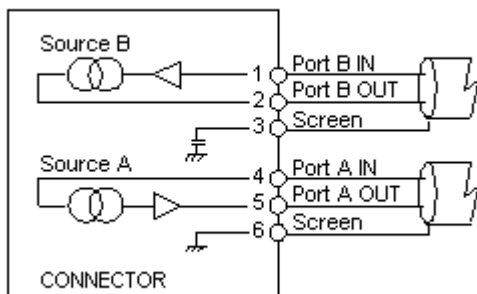 Source B
1 Port B IN
2 Port B OUT
3 Screen
Source A
4 Port A IN
5 Port A OUT
6 Screen
CONNECTOR